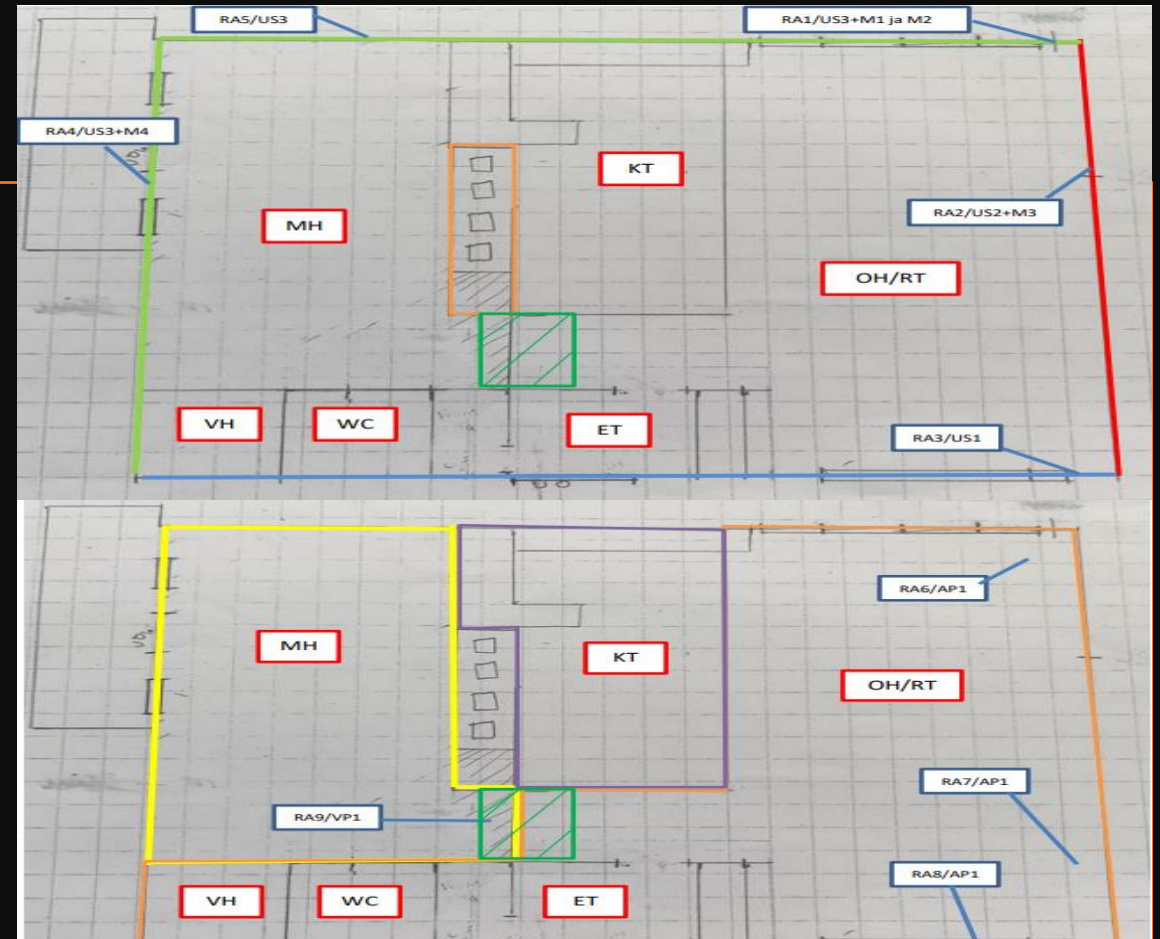 RA5/US3
RA1/US3+M1 ja M2
RA4/US3+M4
KT
MH
RA2/US2+M3
OH/RT
VH
WC
ET
RA3/US1
RA6/AP1
MH
KT
OH/RT
RA7/AP1
RA9/VP1
RA8/AP1
VH
WC
ET